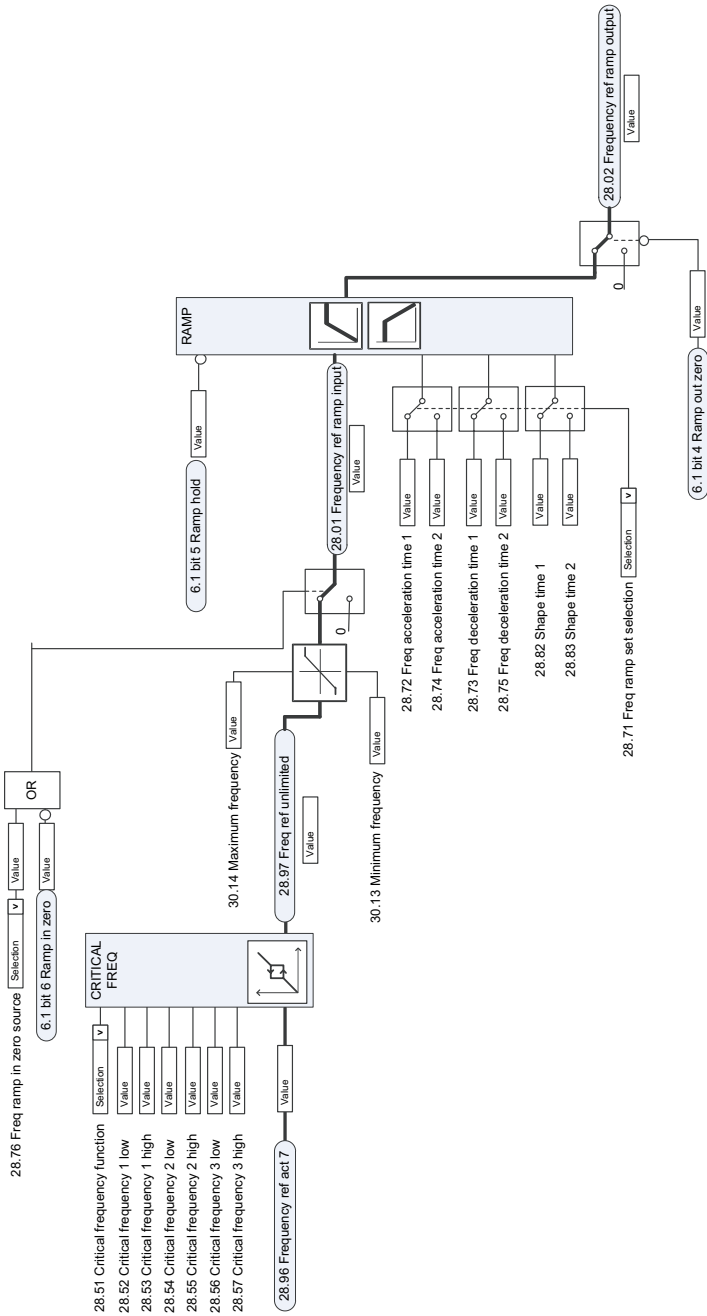 28.76 Freq ramp in zero source
Selection
v
Value
6.1 bit 6 Ramp in zero
Value
OR
28.51 Critical frequency function
Selection
v
28.52 Critical frequency 1 low
Value
28.53 Critical frequency 1 high
Value
28.54 Critical frequency 2 low
Value
28.55 Critical frequency 2 high
Value
28.56 Critical frequency 3 low
Value
28.57 Critical frequency 3 high
Value
28.96 Frequency ref act 7
Value
CRITICAL
FREQ
28.97 Freq ref unlimited
Value
30.14 Maximum frequency
Value
30.13 Minimum frequency
Value
0
28.01 Frequency ref ramp input
Value
6.1 bit 5 Ramp hold
Value
RAMP
28.72 Freq acceleration time 1
Value
28.74 Freq acceleration time 2
Value
28.73 Freq deceleration time 1
Value
28.75 Freq deceleration time 2
Value
28.82 Shape time 1
Value
28.83 Shape time 2
Value
28.71 Freq ramp set selection
Selection
v
0
28.02 Frequency ref ramp output
Value
6.1 bit 4 Ramp out zero
Value